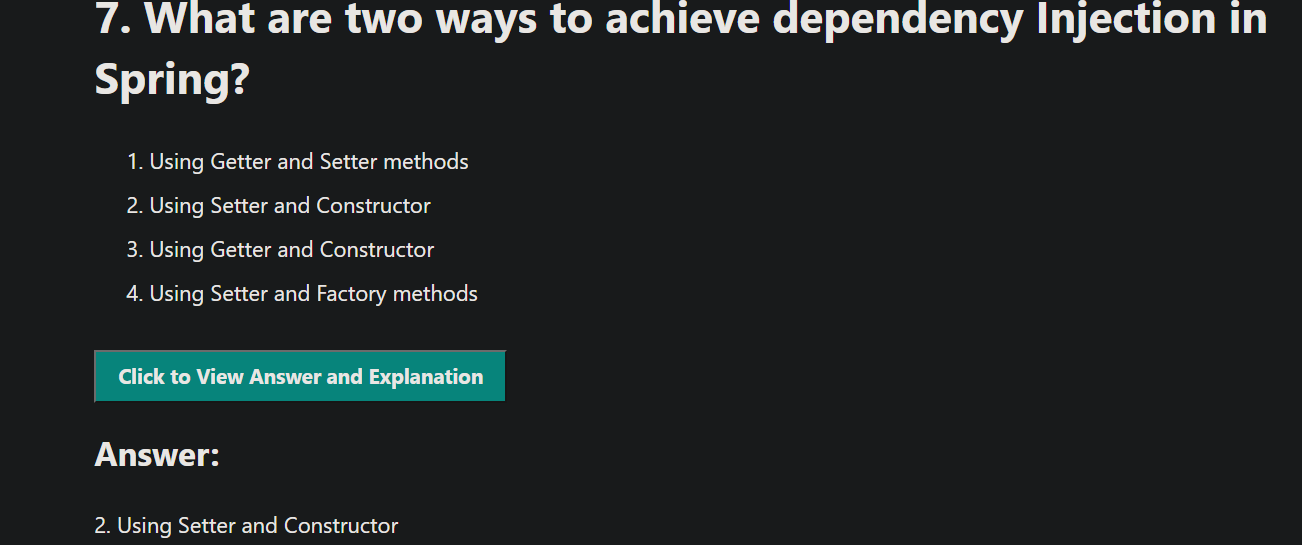 7. What are two ways to achieve dependency Injection in
Spring?
1. Using Getter and Setter methods
2. Using Setter and Constructor
3. Using Getter and Constructor
4. Using Setter and Factory methods
Click to View Answer and Explanation
Answer:
2. Using Setter and Constructor